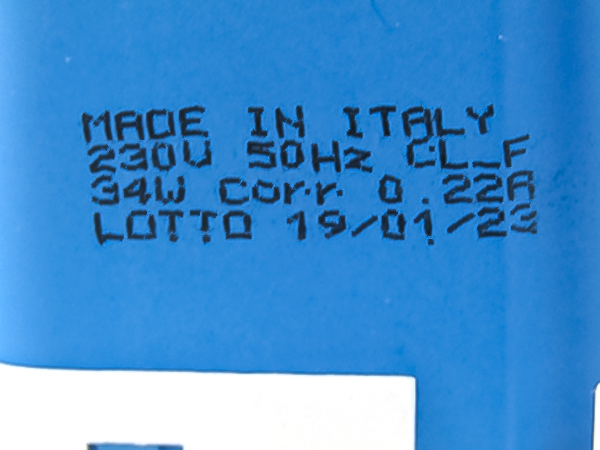 MADE IN ITALY
230V 50Hz CL_F
34W corr 0.22A
LOTTO 19/01/23